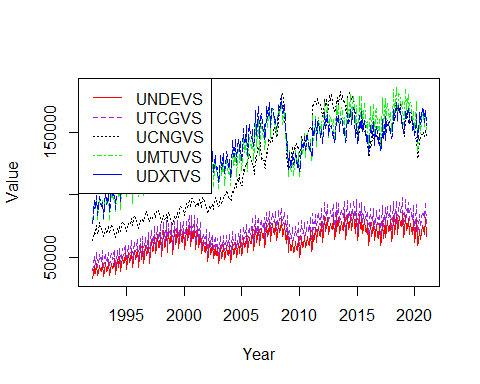 UNDEVS
UTCGVS
UCNGVS
UMTUVS
UDXTVS
150000
50000
Value
1995 2000 2005 2010 2015 2020
Year